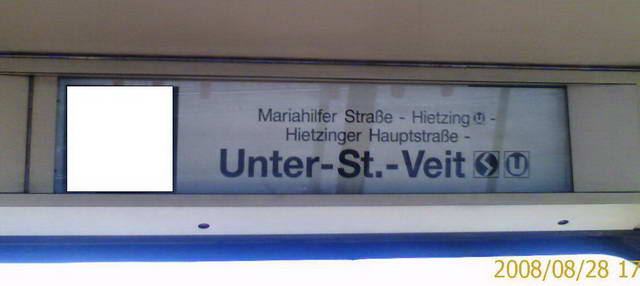 Mariahilfer Straße - Hietzing U -
Hietzinger Hauptstraße -
Unter-St.-Veit S U
2008/08/28 17